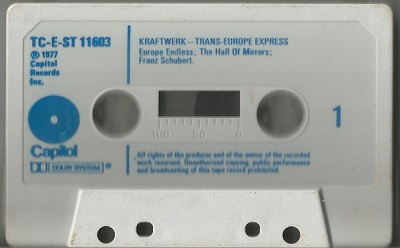 TC-E-ST 11603
℗ 1977
Capitol
Records
Inc.
KRAFTWERK—TRANS-EUROPE EXPRESS
Europe Endless; The Hall Of Mirrors;
Franz Schubert.
100 50 0
1
Capitol
DOLBY SYSTEM
All rights of the producer and of the owner of the recorded
work reserved. Unauthorised copying, public performance
and broadcasting of this tape record prohibited.